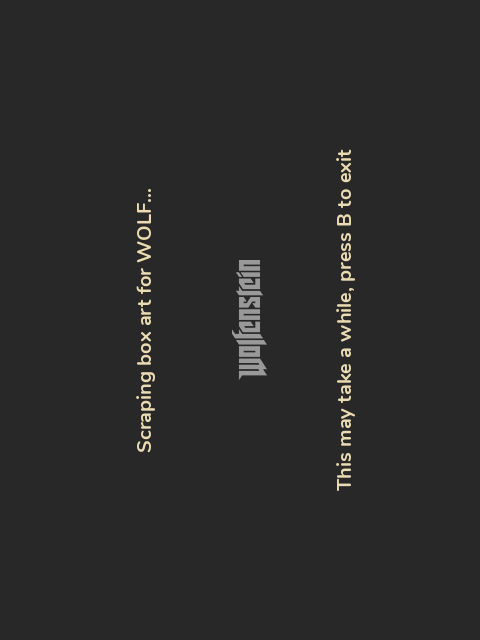 Scraping box art for WOLF...
wolfenstein
This may take a while, press B to exit